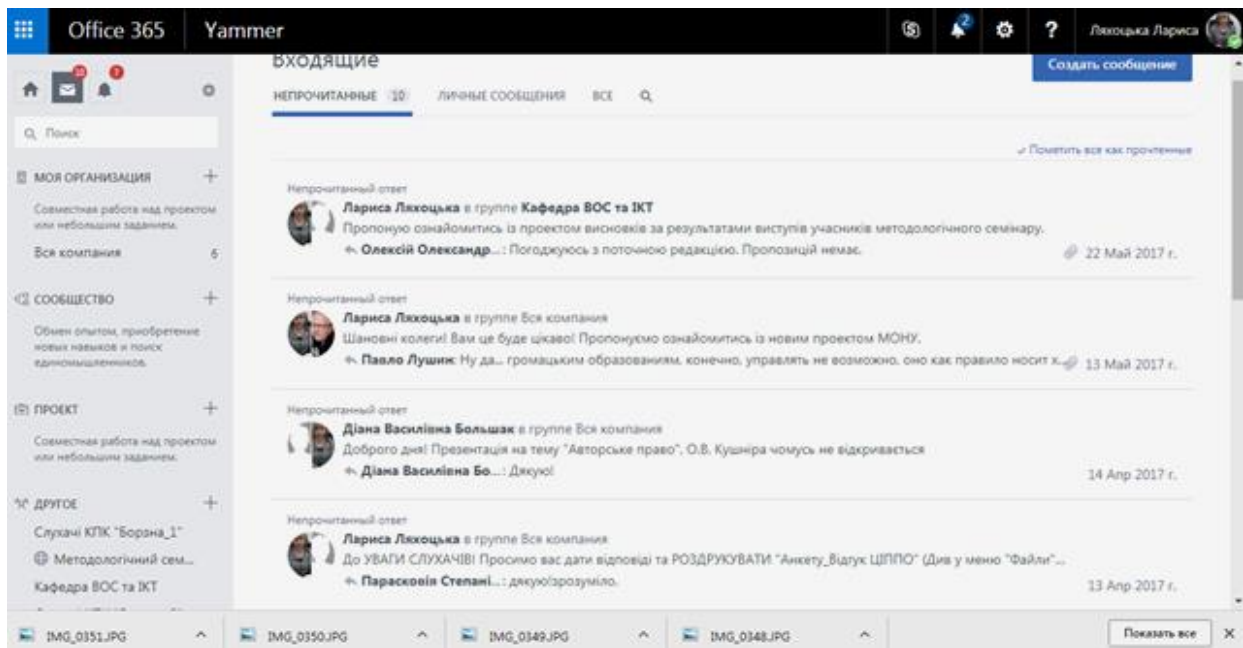 Office 365
Yammer
2
?
Ляхоцька Лариса
10
7
Поиск
МОЯ ОРГАНИЗАЦИЯ
Совместная работа над проектом
или небольшим заданием.
Вся компания 6
СООБЩЕСТВО
Обмен опытом, приобретение
новых навыков и поиск
единомышленников.
ПРОЕКТ
Совместная работа над проектом
или небольшим заданием.
ДРУГОЕ
Слухачі КПК "Борзна_1"
Методологічний сем...
Кафедра ВОС та ІКТ
Входящие
Создать сообщение
НЕПРОЧИТАННЫЕ 10 ЛИЧНЫЕ СООБЩЕНИЯ ВСЕ
Пометить все как прочтенные
Непрочитанный ответ
Лариса Ляхоцька в группе Кафедра ВОС та ІКТ
Пропоную ознайомитись із проектом висновків за результатами виступів учасників методологічного семінару.
Олексій Олександр...: Погоджуюсь з поточною редакцією. Пропозицій немає.
22 Май 2017 г.
Непрочитанный ответ
Лариса Ляхоцька в группе Вся компания
Шановні колеги! Вам це буде цікаво! Пропонуємо ознайомитись із новим проектом МОНУ.
Павло Лушин: Ну да... громацьким образованиям, конечно, управлять не возможно, оно как правило носит х...
13 Май 2017 г.
Непрочитанный ответ
Діана Василівна Большак в группе Вся компания
Доброго дня! Презентація на тему "Авторське право", О.В. Кушніра чомусь не відкривається
Діана Василівна Бо...: Дякую!
14 Апр 2017 г.
Непрочитанный ответ
Лариса Ляхоцька в группе Вся компания
До УВАГИ СЛУХАЧІВ! Просимо вас дати відповіді та РОЗДРУКУВАТИ "Анкету_Відгук ЦІППО" (Див у меню "Файли"...
Парасковія Степані...: дякую!зрозуміло.
13 Апр 2017 г.
IMG_0351.JPG
IMG_0350.JPG
IMG_0349.JPG
IMG_0348.JPG
Показать все